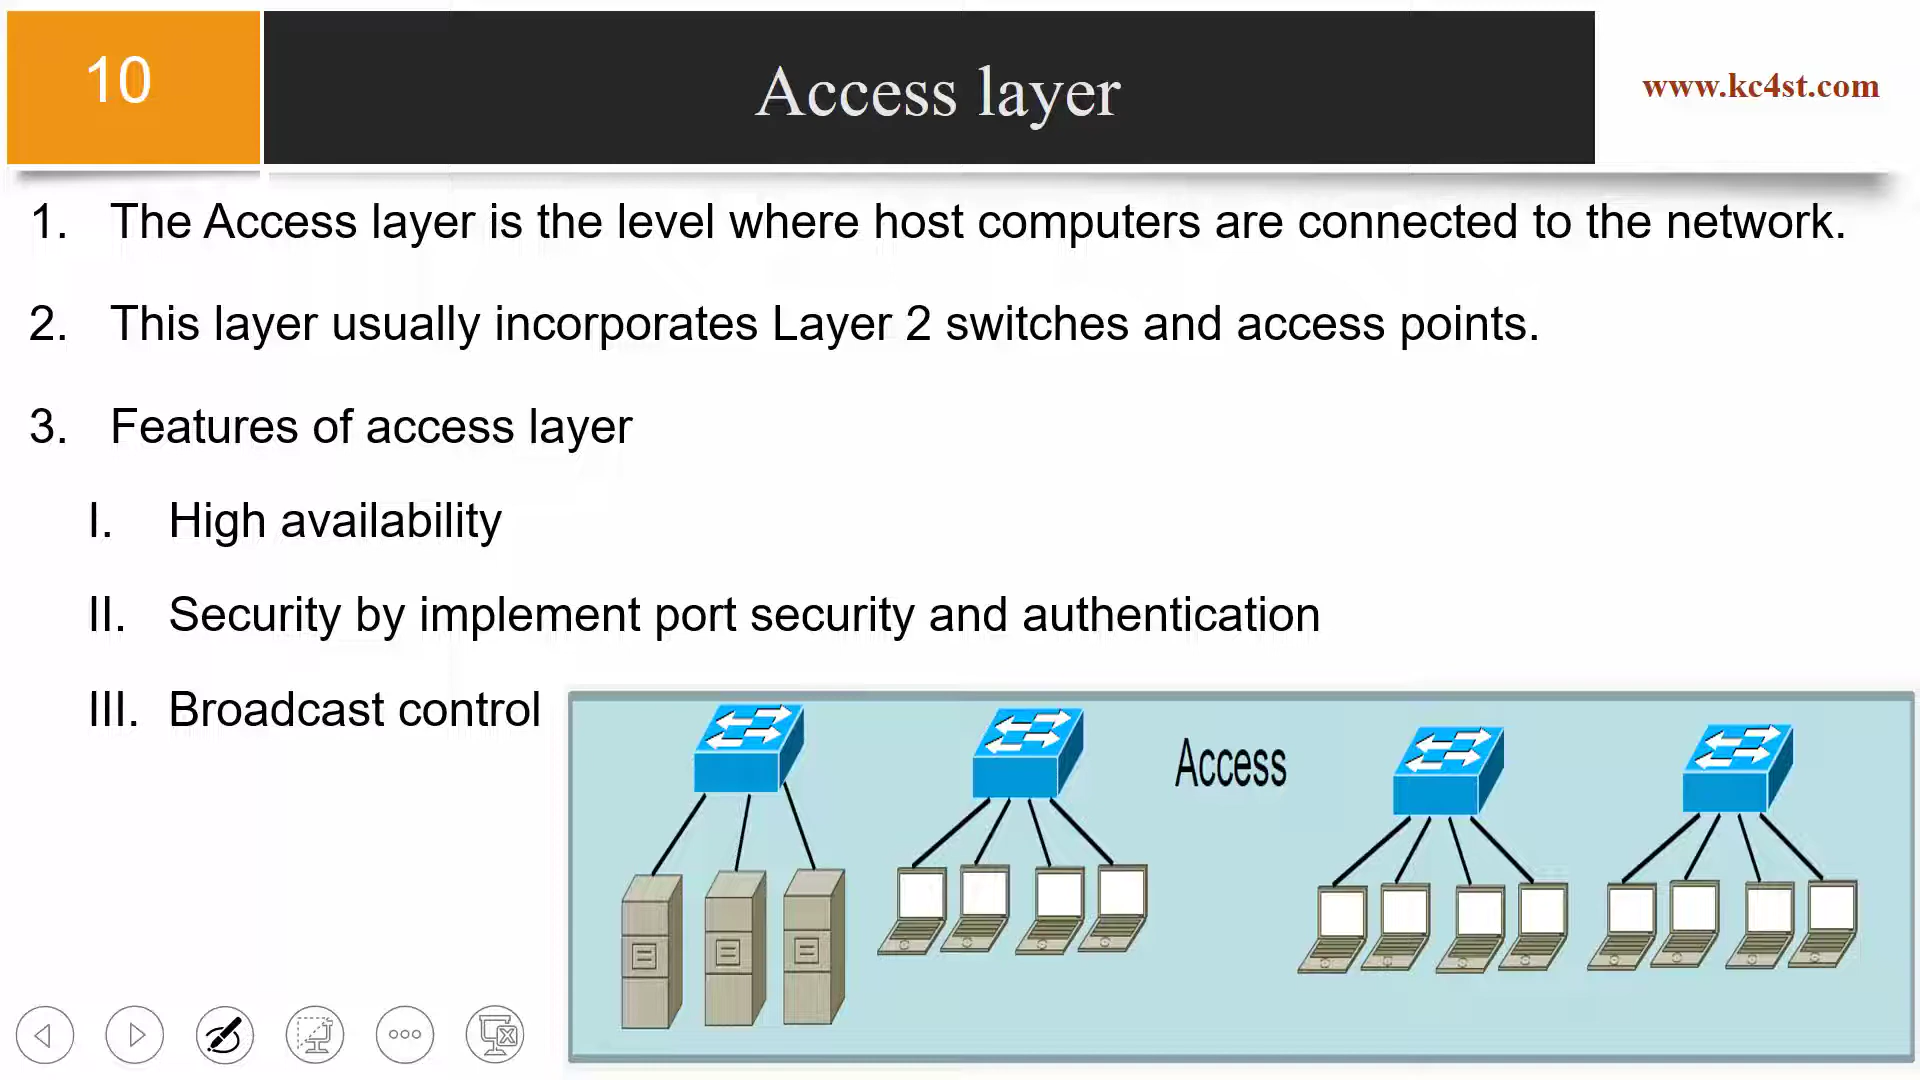 10
Access layer
www.kc4st.com
1. The Access layer is the level where host computers are connected to the network.
2. This layer usually incorporates Layer 2 switches and access points.
3. Features of access layer
I. High availability
II. Security by implement port security and authentication
III. Broadcast control
Access